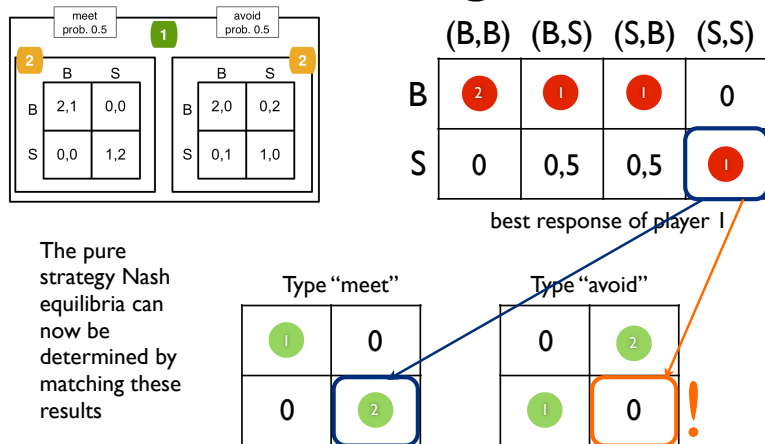 meet
prob. 0.5
avoid
prob. 0.5
1
2
2
B S
B 2,1 0,0
S 0,0 1,2
B S
B 2,0 0,2
S 0,1 1,0
(B,B) (B,S) (S,B) (S,S)
B 2 1 1 0
S 0 0,5 0,5 1
best response of player 1
The pure
strategy Nash
equilibria can
now be
determined by
matching these
results
Type “meet”
1 0
0 2
Type “avoid”
0 2
1 0
!